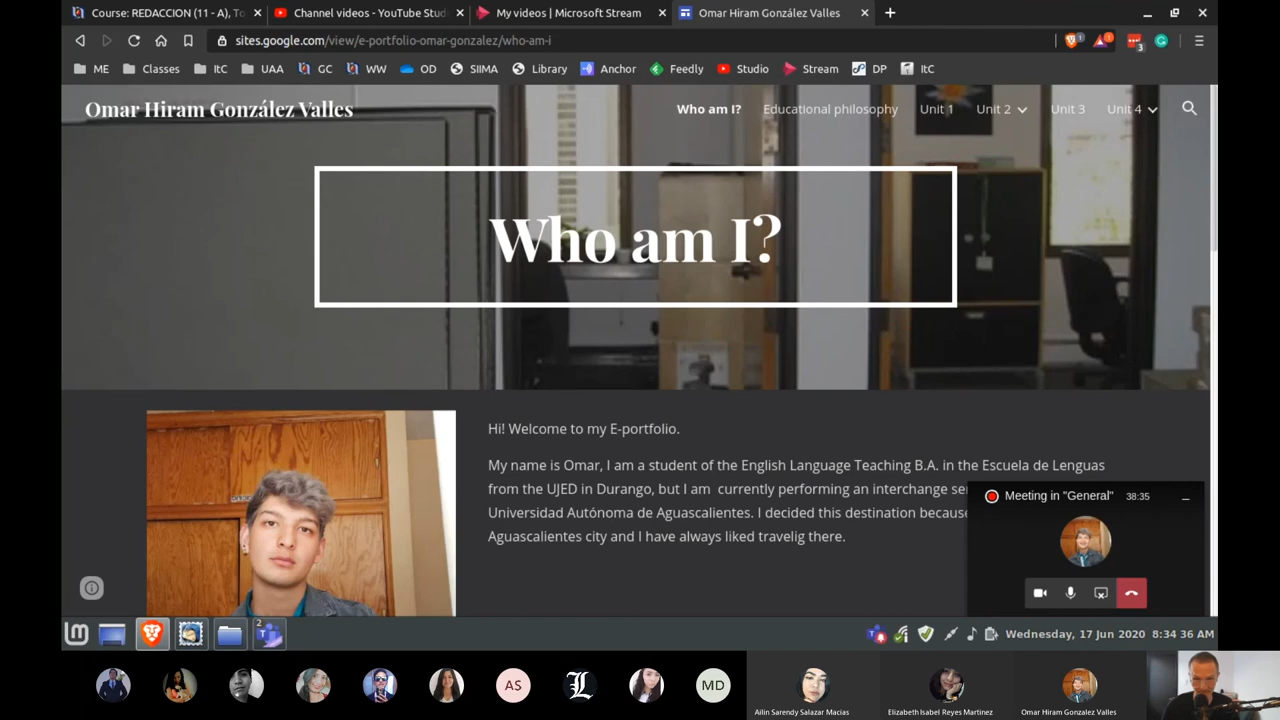 Course: REDACCION (11 - A), To
Channel videos - YouTube Stud
My videos | Microsoft Stream
Omar Hiram González Valles
sites.google.com/view/e-portfolio-omar-gonzalez/who-am-i
1
1
3
ME Classes ItC UAA GC WW OD SIIMA Library Anchor Feedly Studio Stream DP ItC
Omar Hiram González Valles
Who am I? Educational philosophy Unit 1 Unit 2 Unit 3 Unit 4
Who am I?
Hi! Welcome to my E-portfolio.
My name is Omar, I am a student of the English Language Teaching B.A. in the Escuela de Lenguas
from the UJED in Durango, but I am currently performing an interchange se
Universidad Autónoma de Aguascalientes. I decided this destination because
Aguascalientes city and I have always liked travelig there.
Meeting in "General" 38:35
2
Wednesday, 17 Jun 2020 8:34 36 AM
AS
L
MD
Ailin Sarendy Salazar Macias
Elizabeth Isabel Reyes Martinez
Omar Hiram Gonzalez Valles